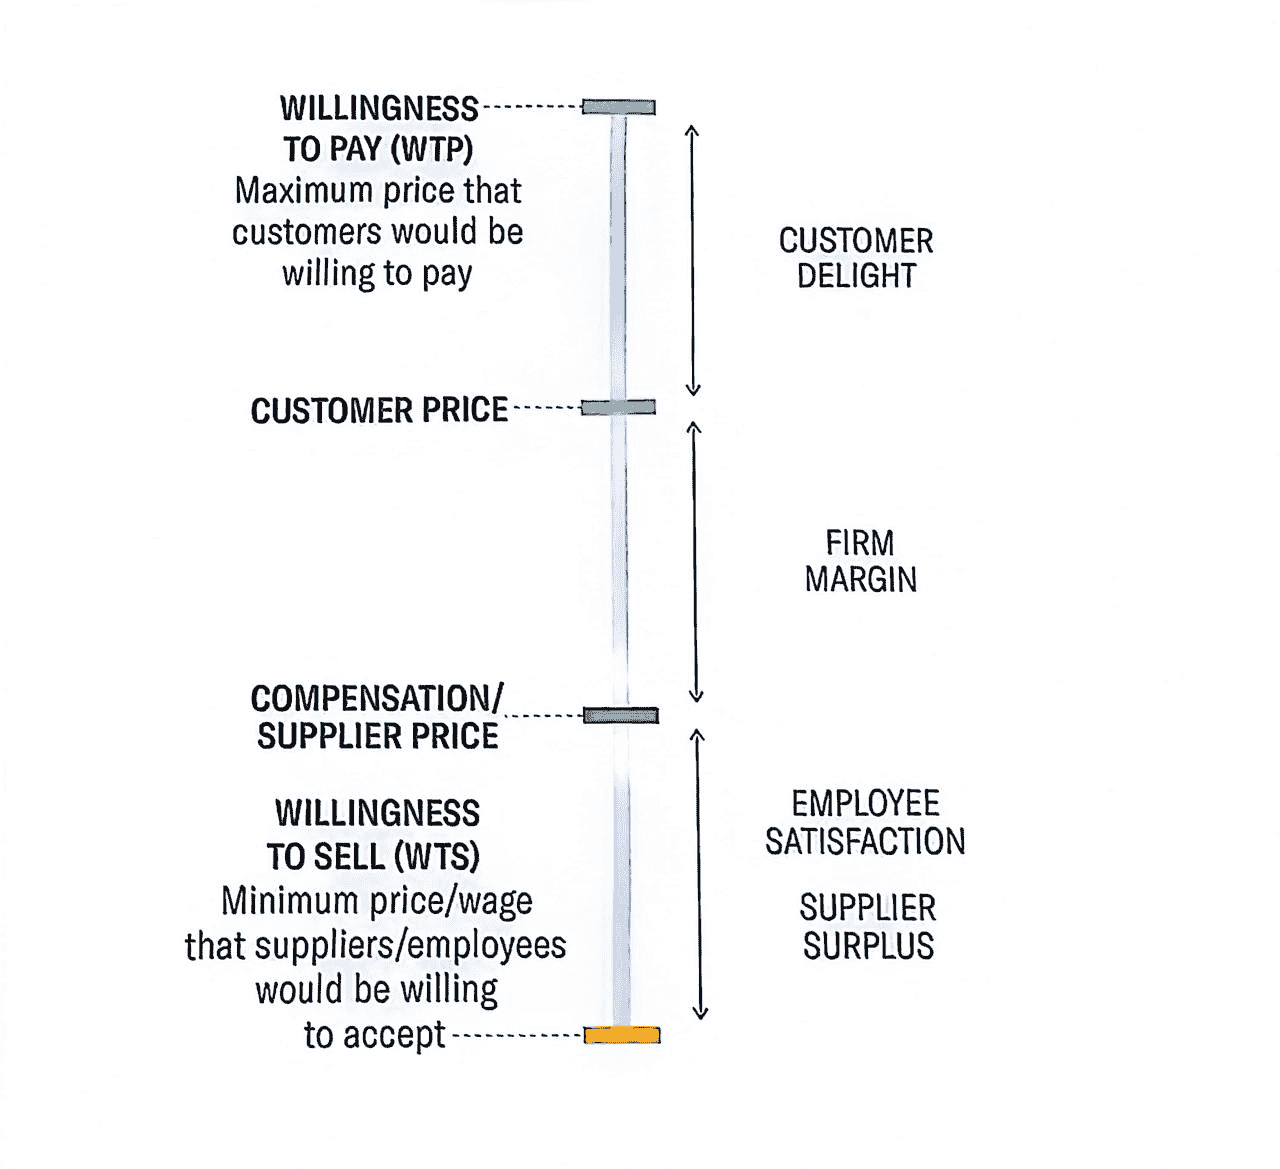 WILLINGNESS
TO PAY (WTP)
Maximum price that
customers would be
willing to pay
CUSTOMER
DELIGHT
CUSTOMER PRICE
FIRM
MARGIN
COMPENSATION/
SUPPLIER PRICE
WILLINGNESS
TO SELL (WTS)
Minimum price/wage
that suppliers/employees
would be willing
to accept
EMPLOYEE
SATISFACTION
SUPPLIER
SURPLUS